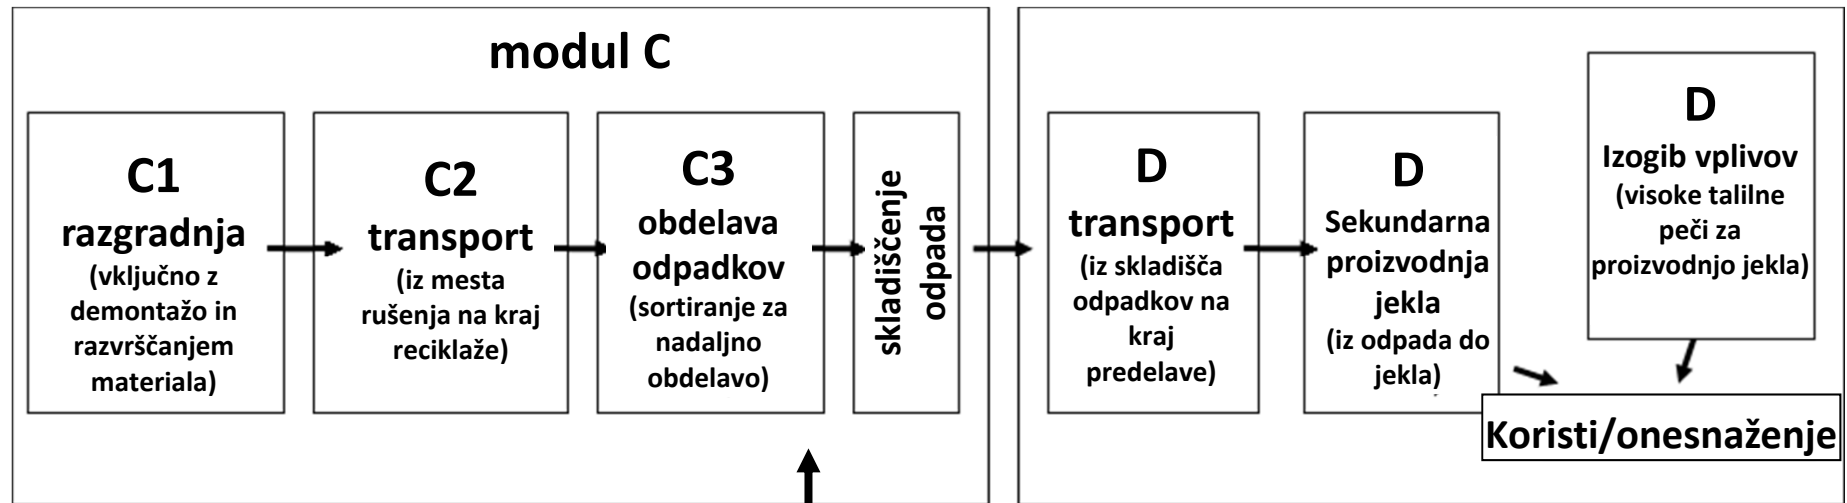 modul C
C1
razgradnja
(vključno z
demontažo in
razvrščanjem
materiala)
C2
transport
(iz mesta
rušenja na kraj
reciklaže)
C3
obdelava
odpadkov
(sortiranje za
nadaljno
obdelavo)
skladiščenje
odpada
D
transport
(iz skladišča
odpadkov na
kraj
predelave)
D
Sekundarna
proizvodnja
jekla
(iz odpada do
jekla)
D
Izogib vplivov
(visoke talilne
peči za
proizvodnjo jekla)
Koristi/onesnaženje